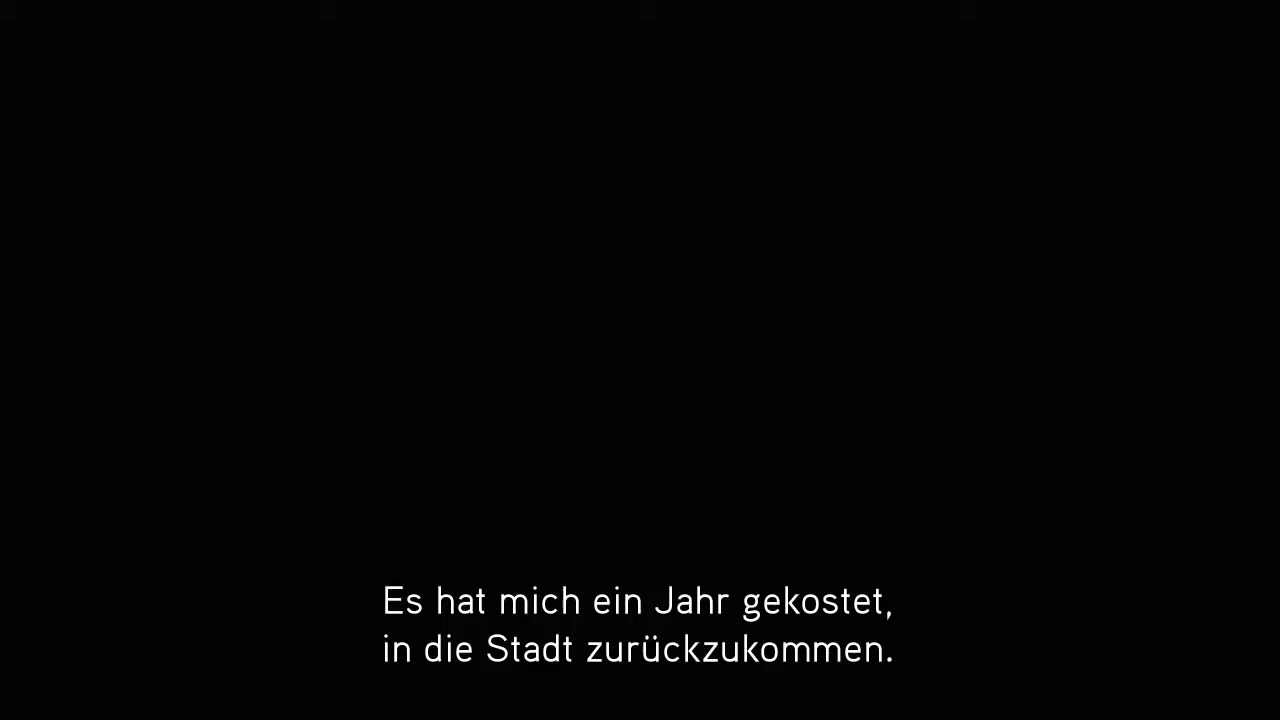 Es hat mich ein Jahr gekostet,
in die Stadt zurückzukommen.